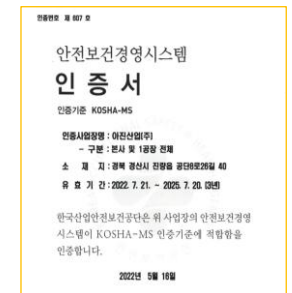 인증번호 제 607 호
안전보건경영시스템
인 증 서
인증기준 KOSHA-MS
인증사업장명 : 아진산업(주)
- 구분 : 본사 및 1공장 전체
소 재 지 : 경북 경산시 진량읍 공단8로26길 40
유 효 기 간 : 2022. 7. 21. ~ 2025. 7. 20. (3년)
한국산업안전보건공단은 위 사업장의 안전보건경영
시스템이 KOSHA-MS 인증기준에 적합함을
인증합니다.
2022년 5월 16일